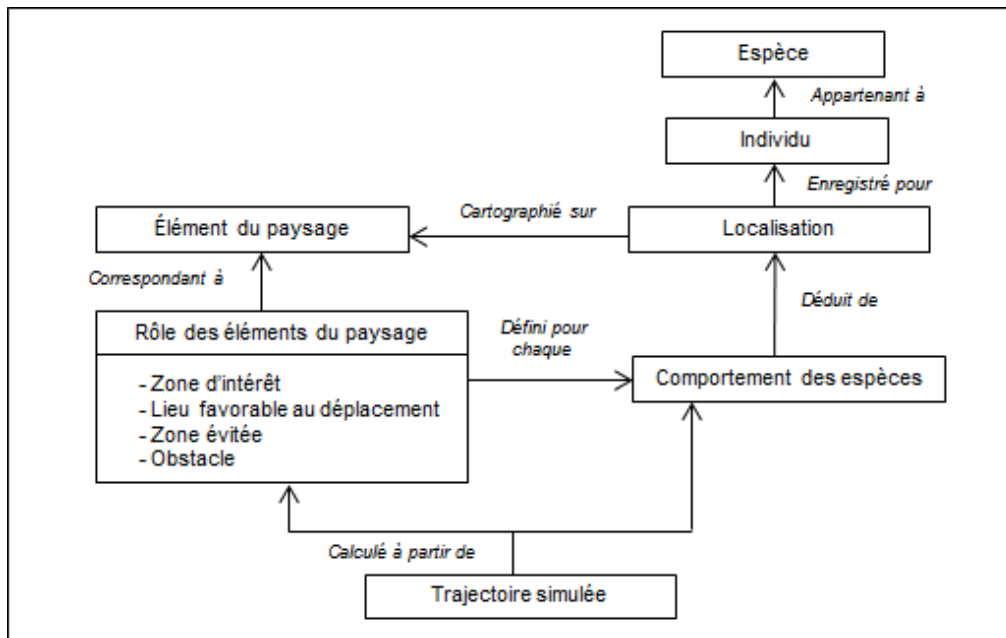 Espèce
Appartenant à
Individu
Enregistré pour
Cartographié sur
Élément du paysage
Localisation
Correspondant à
Déduit de
Rôle des éléments du paysage
Défini pour
chaque
- Zone d'intérêt
- Lieu favorable au déplacement
- Zone évitée
- Obstacle
Comportement des espèces
Calculé à partir de
Trajectoire simulée